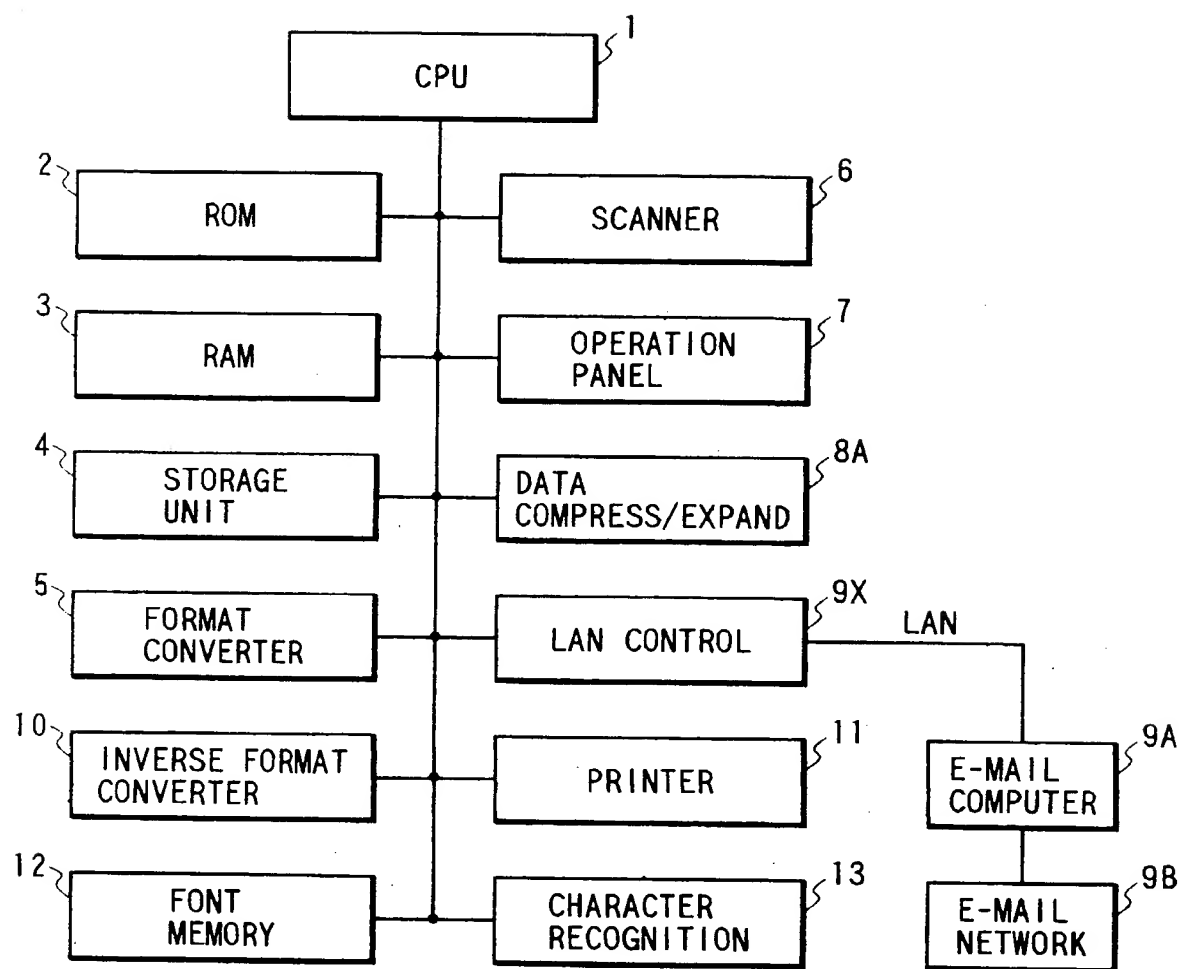 1
CPU
2
ROM
6
SCANNER
3
RAM
7
OPERATION
PANEL
4
STORAGE
UNIT
8A
DATA
COMPRESS/EXPAND
5
FORMAT
CONVERTER
9X
LAN CONTROL
LAN
10
INVERSE FORMAT
CONVERTER
11
PRINTER
9A
E-MAIL
COMPUTER
12
FONT
MEMORY
13
CHARACTER
RECOGNITION
9B
E-MAIL
NETWORK